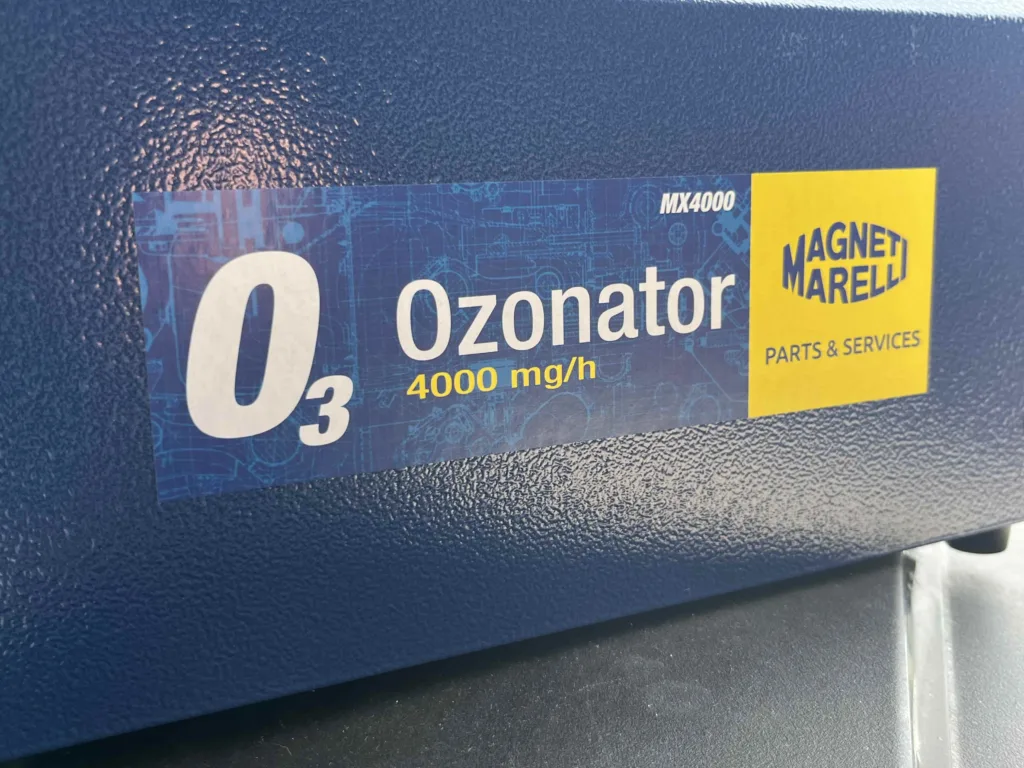 MX4000
O3
Ozonator
4000 mg/h
MAGNETI
MARELLI
PARTS & SERVICES